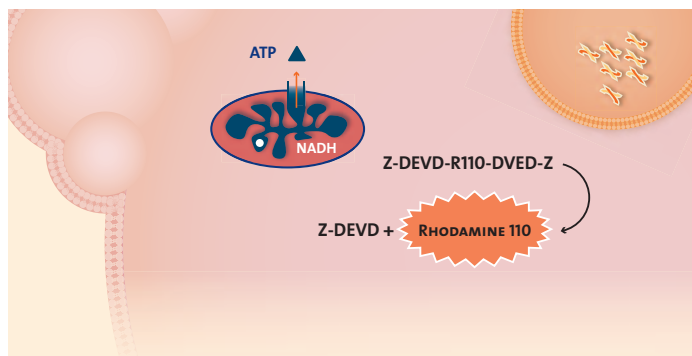 ATP
NADH
Z-DEVD-R110-DVED-Z
Z-DEVD + RHODAMINE 110